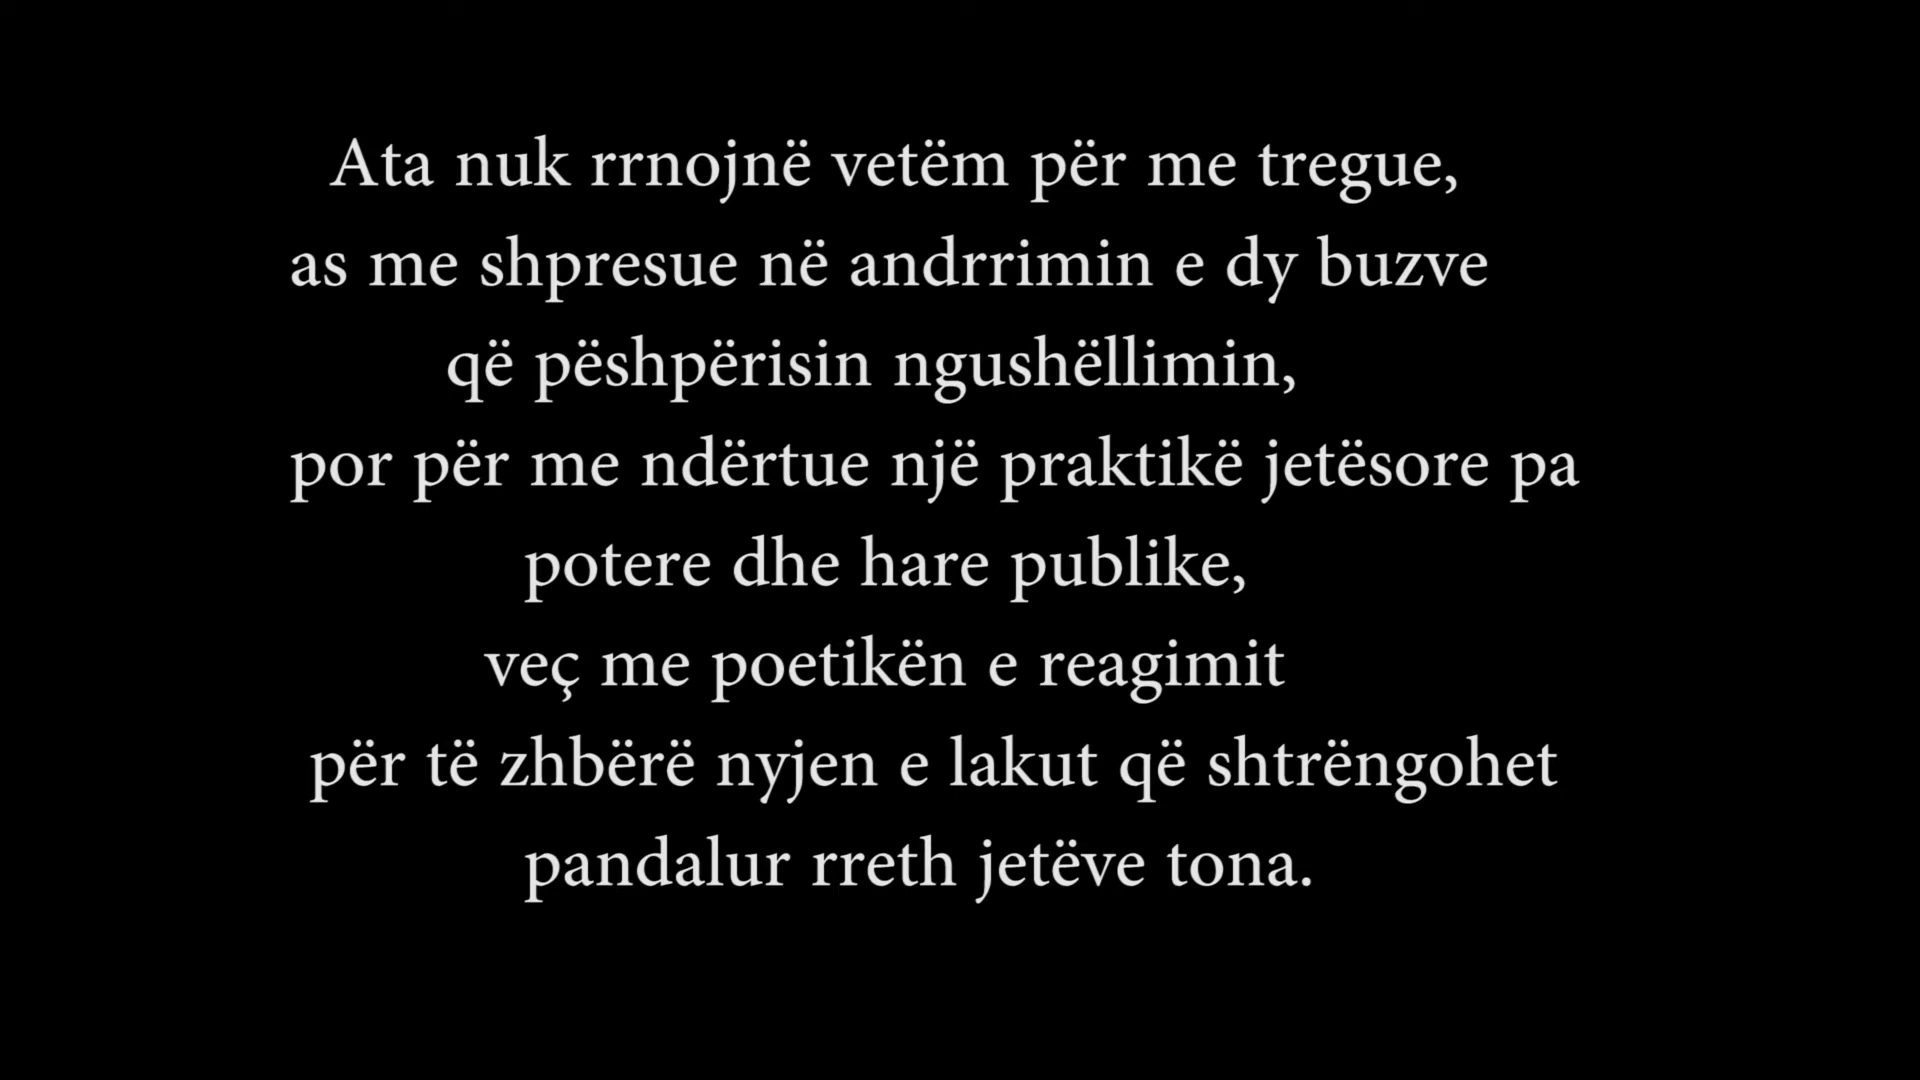 Ata nuk rrnojnë vetëm për me tregue,
as me shpresue në andrrimin e dy buzve
që pëshpërisin ngushëllimin,
por për me ndërtue një praktikë jetësore pa
potere dhe hare publike,
veç me poetikën e reagimit
për të zhbërë nyjen e lakut që shtrëngohet
pandalur rreth jetëve tona.